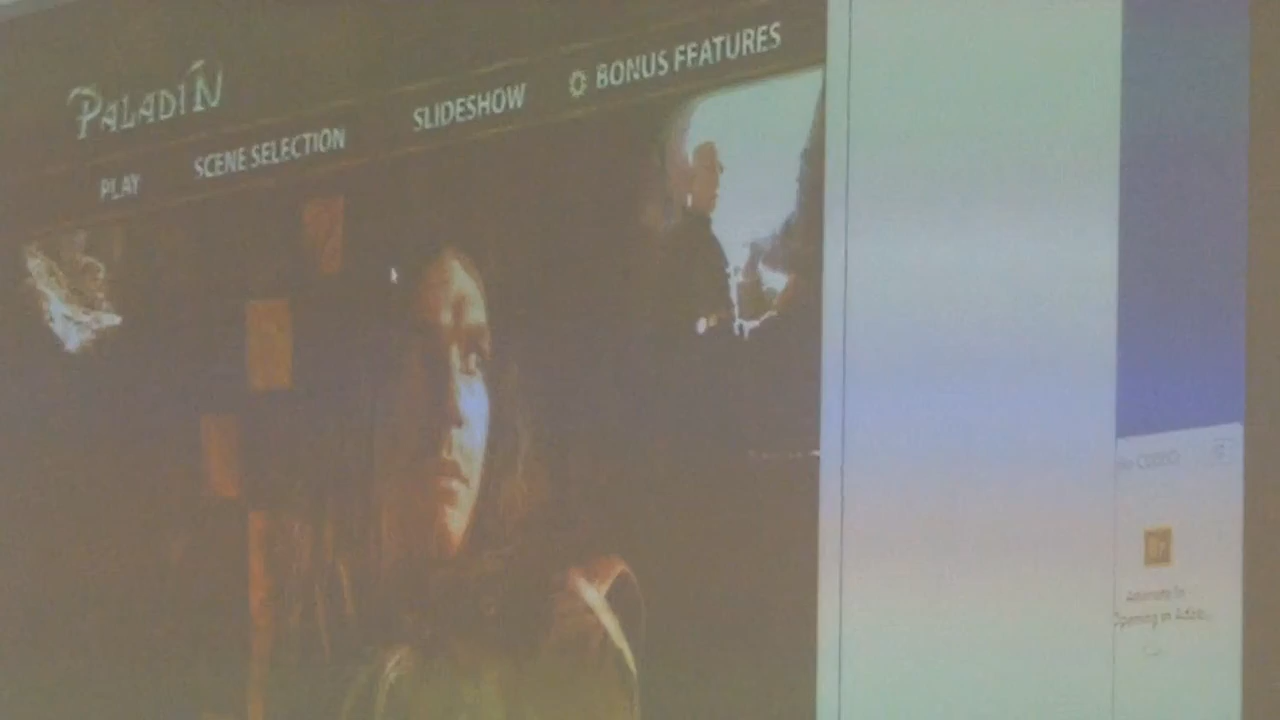 PALADIN
PLAY
SCENE SELECTION
SLIDESHOW
BONUS FEATURES